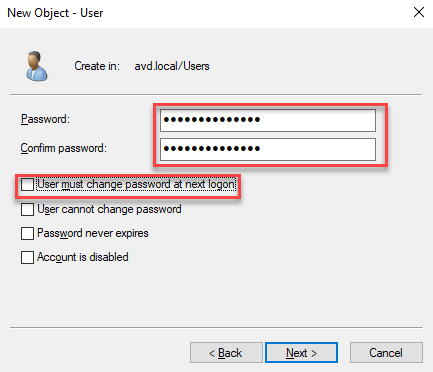 New Object - User
Create in: avd.local/Users
Password: ●●●●●●●●●●●●●●
Confirm password: ●●●●●●●●●●●●●●
User must change password at next logon
User cannot change password
Password never expires
Account is disabled
< Back Next > Cancel